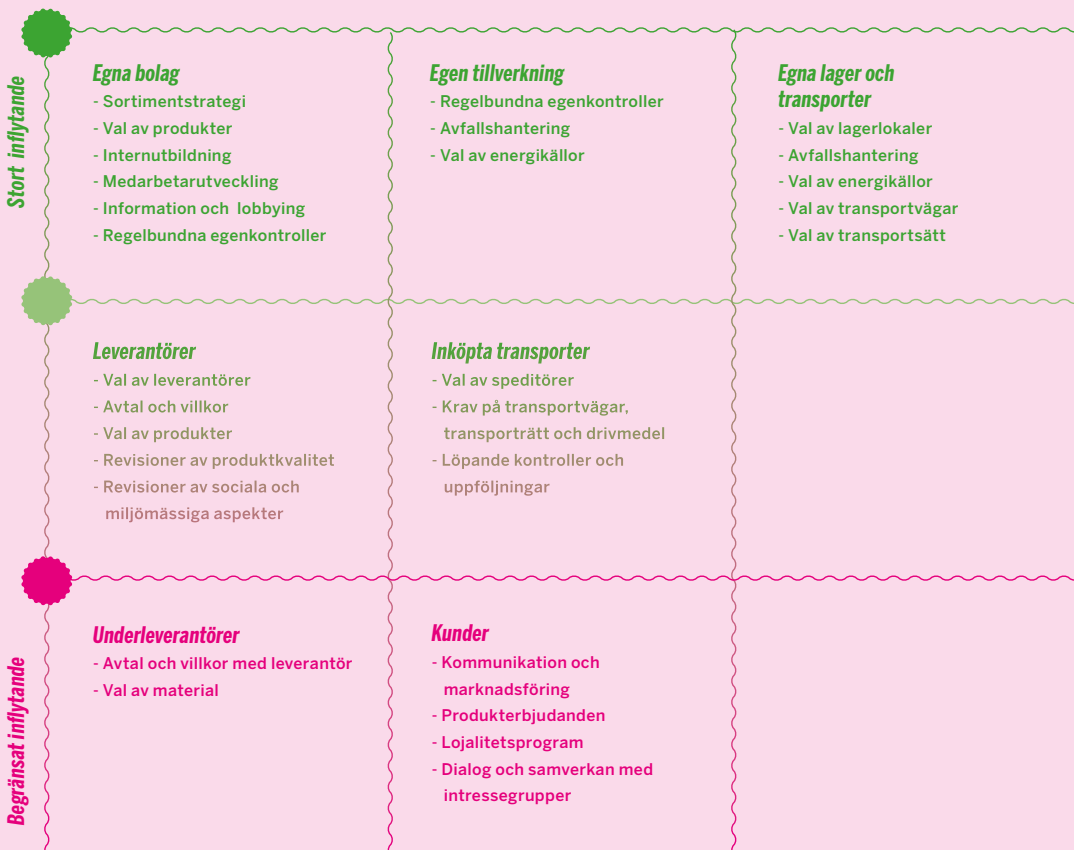 Stort inflytande
Egna bolag
- Sortimentstrategi
- Val av produkter
- Internutbildning
- Medarbetarutveckling
- Information och lobbying
- Regelbundna egenkontroller
Egen tillverkning
- Regelbundna egenkontroller
- Avfallshantering
- Val av energikällor
Egna lager och
transporter
- Val av lagerlokaler
- Avfallshantering
- Val av energikällor
- Val av transportvägar
- Val av transportsätt
Leverantörer
- Val av leverantörer
- Avtal och villkor
- Val av produkter
- Revisioner av produktkvalitet
- Revisioner av sociala och
miljömässiga aspekter
Inköpta transporter
- Val av speditörer
- Krav på transportvägar,
transporträtt och drivmedel
- Löpande kontroller och
uppföljningar
Begränsat inflytande
Underleverantörer
- Avtal och villkor med leverantör
- Val av material
Kunder
- Kommunikation och
marknadsföring
- Produkterbjudanden
- Lojalitetsprogram
- Dialog och samverkan med
intressegrupper